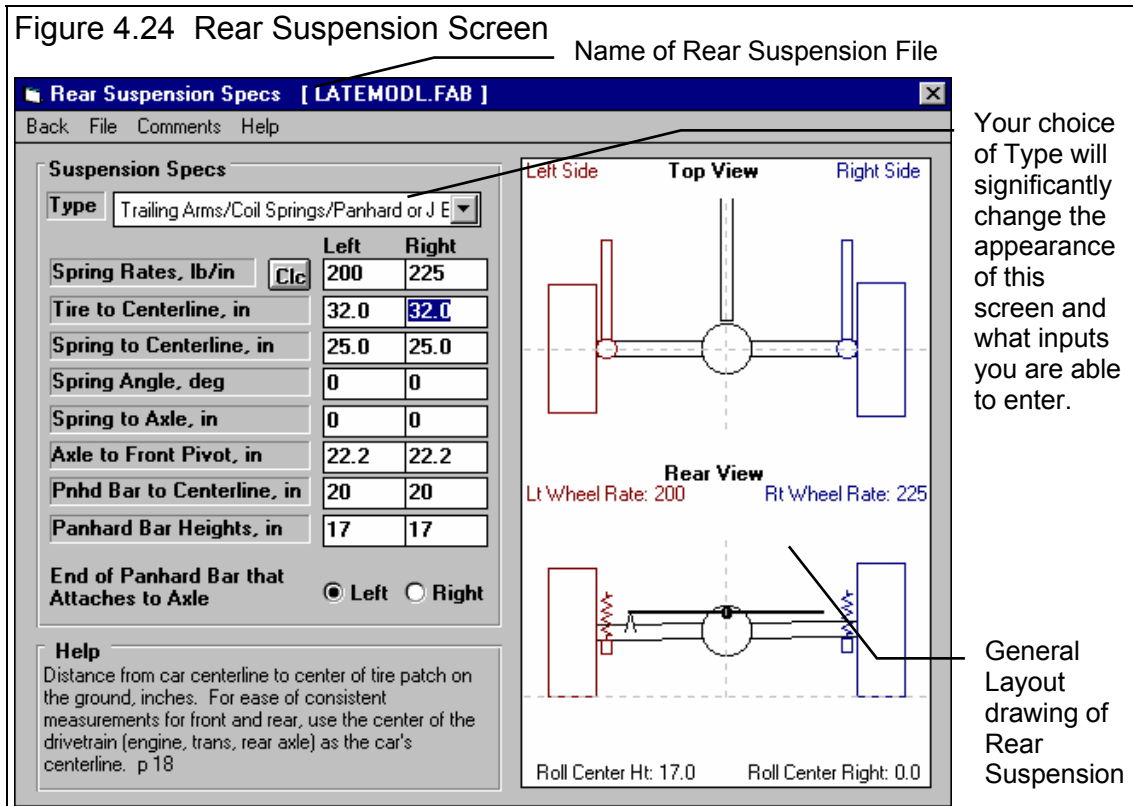 Figure 4.24 Rear Suspension Screen
Name of Rear Suspension File
Rear Suspension Specs [ LATEMODL.FAB ]
Back File Comments Help
Suspension Specs
Type Trailing Arms/Coil Springs/Panhard or J E
Left Right
Spring Rates, lb/in Clc 200 225
Tire to Centerline, in 32.0 32.0
Spring to Centerline, in 25.0 25.0
Spring Angle, deg 0 0
Spring to Axle, in 0 0
Axle to Front Pivot, in 22.2 22.2
Pnhd Bar to Centerline, in 20 20
Panhard Bar Heights, in 17 17
End of Panhard Bar that
Attaches to Axle Left Right
Help
Distance from car centerline to center of tire patch on
the ground, inches. For ease of consistent
measurements for front and rear, use the center of the
drivetrain (engine, trans, rear axle) as the car's
centerline. p 18
Left Side Top View Right Side
Rear View
Lt Wheel Rate: 200 Rt Wheel Rate: 225
Roll Center Ht: 17.0 Roll Center Right: 0.0
Your choice
of Type will
significantly
change the
appearance
of this
screen and
what inputs
you are able
to enter.
General
Layout
drawing of
Rear
Suspension